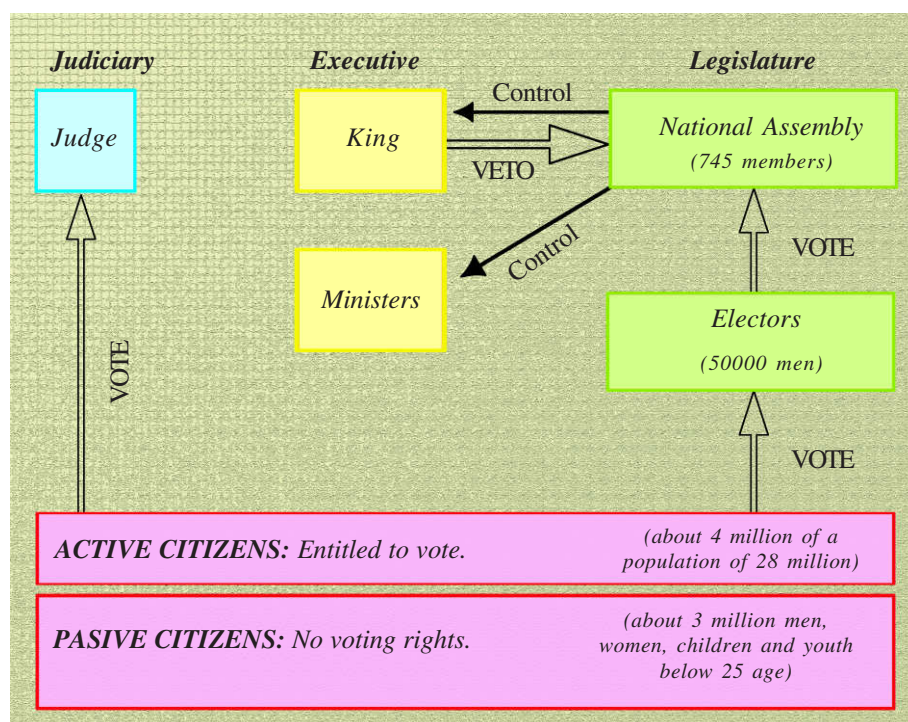 Judiciary
Executive
Legislature
Judge
King
Control
VETO
National Assembly
(745 members)
Ministers
Control
VOTE
Electors
(50000 men)
VOTE
VOTE
ACTIVE CITIZENS: Entitled to vote.
(about 4 million of a
population of 28 million)
PASIVE CITIZENS: No voting rights.
(about 3 million men,
women, children and youth
below 25 age)